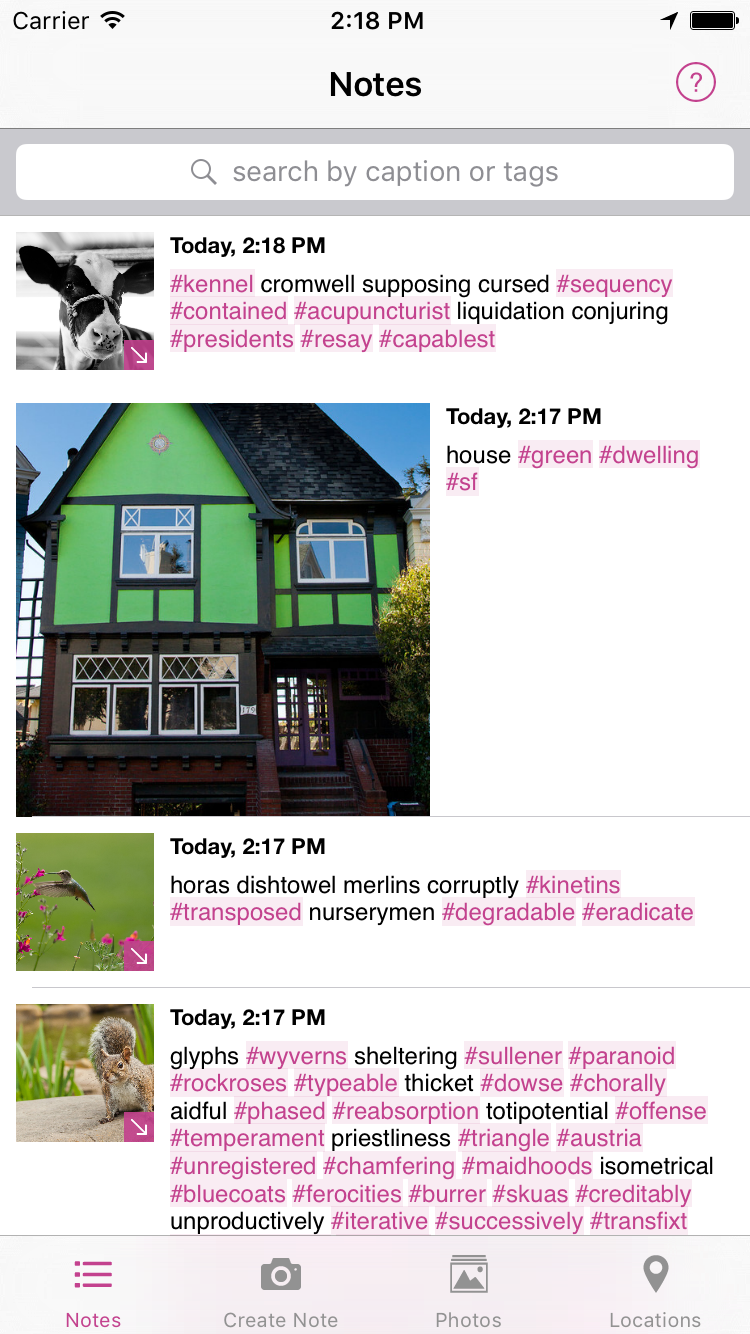 Carrier 2:18 PM
Notes ?
search by caption or tags
Today, 2:18 PM
#kennel cromwell supposing cursed #sequency
#contained #acupuncturist liquidation conjuring
#presidents #resay #capablest
Today, 2:17 PM
house #green #dwelling
#sf
179
Today, 2:17 PM
horas dishtowel merlins corruptly #kinetins
#transposed nurserymen #degradable #eradicate
Today, 2:17 PM
glyphs #wyverns sheltering #sullener #paranoid
#rockroses #typeable thicket #dowse #chorally
aidful #phased #reabsorption totipotential #offense
#temperament priestliness #triangle #austria
#unregistered #chamfering #maidhoods isometrical
#bluecoats #ferocities #burrer #skuas #creditably
unproductively #iterative #successively #transfixt
Notes Create Note Photos Locations